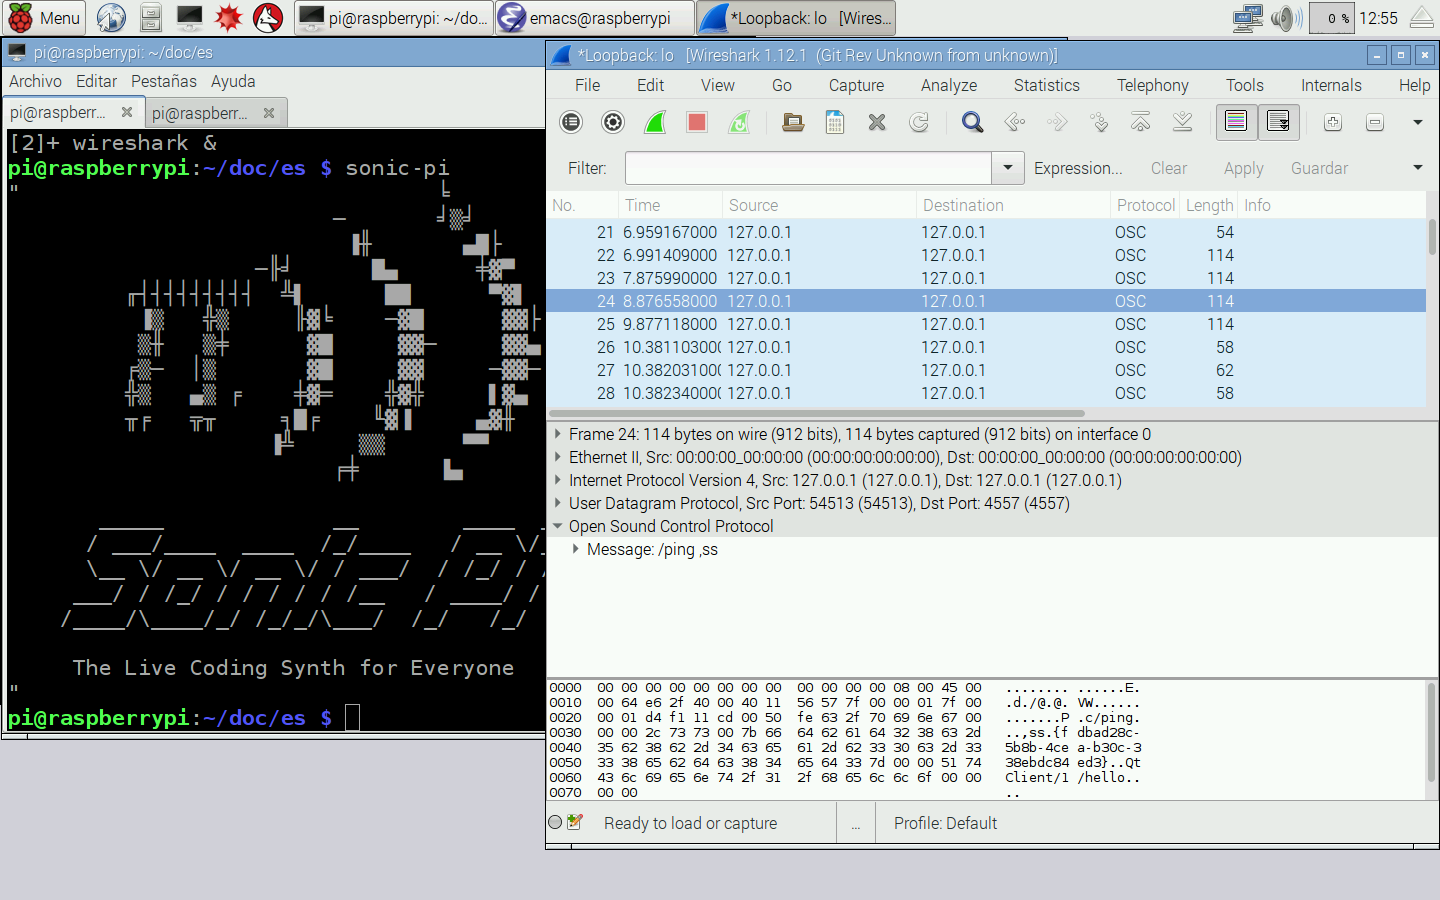 Menu
pi@raspberrypi: ~/do...
emacs@raspberrypi
*Loopback: lo [Wires...
0 %
12:55
pi@raspberrypi: ~/doc/es
Archivo Editar Pestañas Ayuda
pi@raspberr...
pi@raspberr...
[2]+ wireshark &
pi@raspberrypi:~/doc/es $ sonic-pi
"
Sonic Pi
The Live Coding Synth for Everyone
"
pi@raspberrypi:~/doc/es $
*Loopback: lo [Wireshark 1.12.1 (Git Rev Unknown from unknown)]
File Edit View Go Capture Analyze Statistics Telephony Tools Internals Help
Filter: Expression... Clear Apply Guardar
No. Time Source Destination Protocol Length Info
21 6.959167000 127.0.0.1 127.0.0.1 OSC 54
22 6.991409000 127.0.0.1 127.0.0.1 OSC 114
23 7.875990000 127.0.0.1 127.0.0.1 OSC 114
24 8.876558000 127.0.0.1 127.0.0.1 OSC 114
25 9.877118000 127.0.0.1 127.0.0.1 OSC 114
26 10.381103000 127.0.0.1 127.0.0.1 OSC 58
27 10.382031000 127.0.0.1 127.0.0.1 OSC 62
28 10.382340000 127.0.0.1 127.0.0.1 OSC 58
Frame 24: 114 bytes on wire (912 bits), 114 bytes captured (912 bits) on interface 0
Ethernet II, Src: 00:00:00_00:00:00 (00:00:00:00:00:00), Dst: 00:00:00_00:00:00 (00:00:00:00:00:00)
Internet Protocol Version 4, Src: 127.0.0.1 (127.0.0.1), Dst: 127.0.0.1 (127.0.0.1)
User Datagram Protocol, Src Port: 54513 (54513), Dst Port: 4557 (4557)
Open Sound Control Protocol
Message: /ping ,ss
0000 00 00 00 00 00 00 00 00 00 00 00 00 08 00 45 00 ........ ......E.
0010 00 64 e6 2f 40 00 40 11 56 57 7f 00 00 01 7f 00 .d./@.@. VW......
0020 00 01 d4 f1 11 cd 00 50 fe 63 2f 70 69 6e 67 00 .......P .c/ping.
0030 00 00 2c 73 73 00 7b 66 64 62 61 64 32 38 63 2d ..,ss.{f dbad28c-
0040 35 62 38 62 2d 34 63 65 61 2d 62 33 30 63 2d 33 5b8b-4ce a-b30c-3
0050 33 38 65 62 64 63 38 34 65 64 33 7d 00 00 51 74 38ebdc84 ed3}..Qt
0060 43 6c 69 65 6e 74 2f 31 2f 68 65 6c 6c 6f 00 00 Client/1 /hello..
0070 00 00 ..
Ready to load or capture
...
Profile: Default